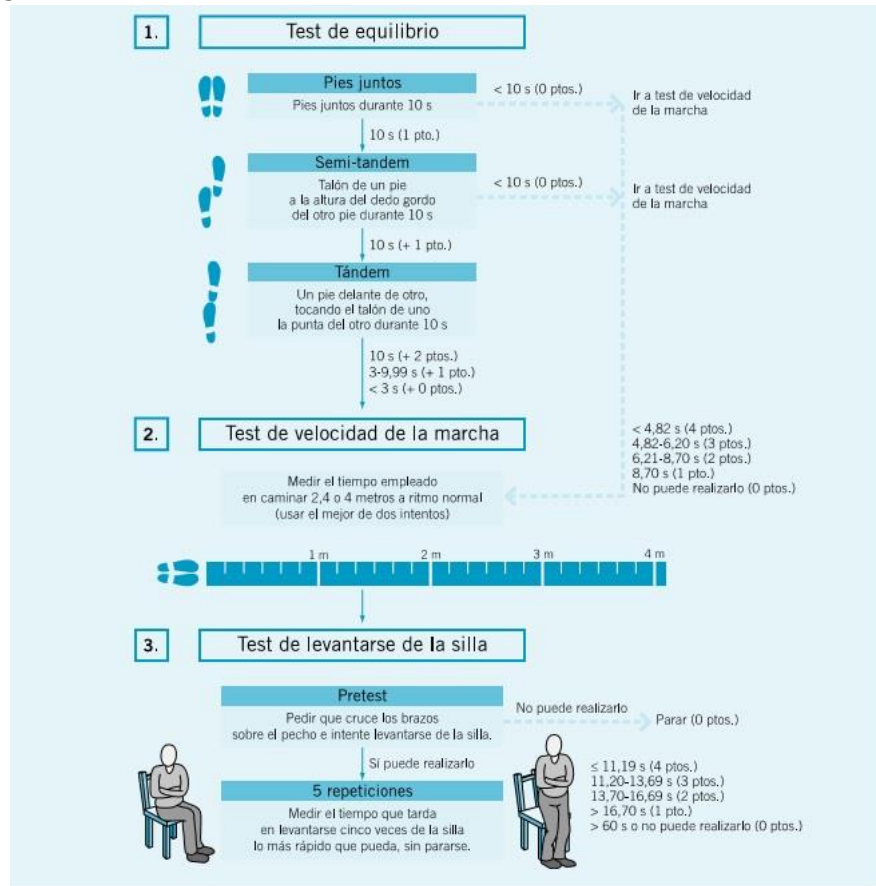 1.
Test de equilibrio
Pies juntos
Pies juntos durante 10 s
< 10 s (0 ptos.)
Ir a test de velocidad
de la marcha
10 s (1 pto.)
Semi-tandem
Talón de un pie
a la altura del dedo gordo
del otro pie durante 10 s
< 10 s (0 ptos.)
Ir a test de velocidad
de la marcha
10 s (+ 1 pto.)
Tándem
Un pie delante de otro,
tocando el talón de uno
la punta del otro durante 10 s
10 s (+ 2 ptos.)
3-9,99 s (+ 1 pto.)
< 3 s (+ 0 ptos.)
2.
Test de velocidad de la marcha
Medir el tiempo empleado
en caminar 2,4 o 4 metros a ritmo normal
(usar el mejor de dos intentos)
< 4,82 s (4 ptos.)
4,82-6,20 s (3 ptos.)
6,21-8,70 s (2 ptos.)
8,70 s (1 pto.)
No puede realizarlo (0 ptos.)
1 m
2 m
3 m
4 m
3.
Test de levantarse de la silla
Pretest
Pedir que cruce los brazos
sobre el pecho e intente levantarse de la silla.
No puede realizarlo
Parar (0 ptos.)
Sí puede realizarlo
5 repeticiones
Medir el tiempo que tarda
en levantarse cinco veces de la silla
lo más rápido que pueda, sin pararse.
≤ 11,19 s (4 ptos.)
11,20-13,69 s (3 ptos.)
13,70-16,69 s (2 ptos.)
> 16,70 s (1 pto.)
> 60 s o no puede realizarlo (0 ptos.)